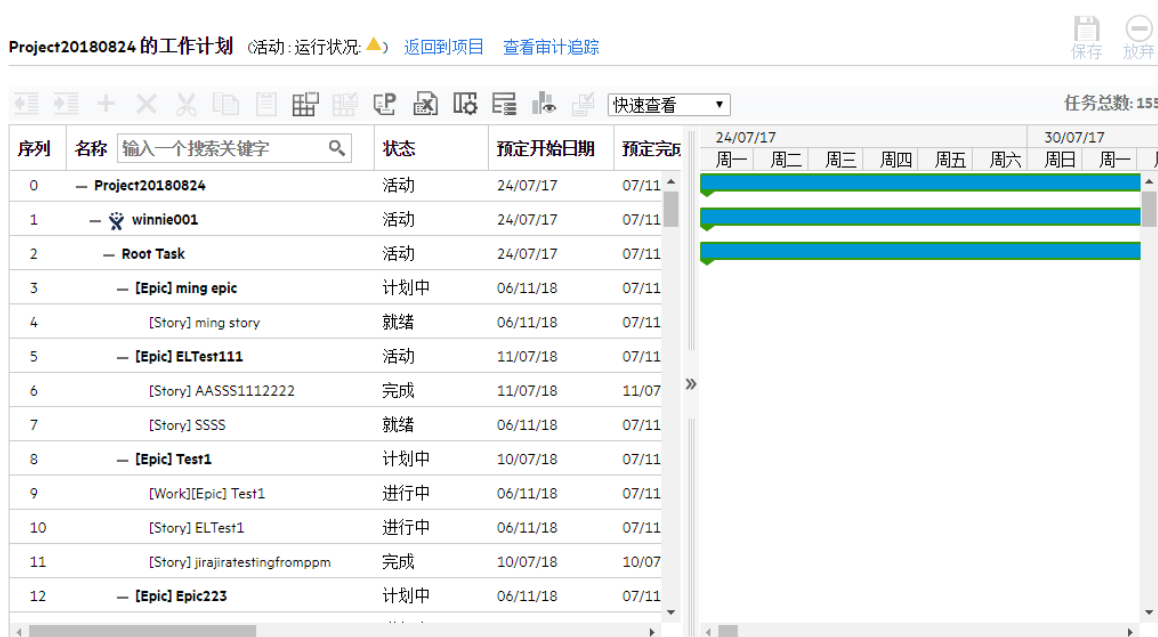 保存 放弃
Project20180824 的工作计划 (活动 : 运行状况: ) 返回到项目 查看审计追踪
快速查看 任务总数: 155
序列 名称 输入一个搜索关键字 状态 预定开始日期 预定完成 24/07/17 30/07/17
周一 周二 周三 周四 周五 周六 周日 周一
0 Project20180824 活动 24/07/17 07/11
1 winnie001 活动 24/07/17 07/11
2 Root Task 活动 24/07/17 07/11
3 [Epic] ming epic 计划中 06/11/18 07/11
4 [Story] ming story 就绪 06/11/18 07/11
5 [Epic] ELTest111 活动 11/07/18 07/11
6 [Story] AASSS1112222 完成 11/07/18 11/07
7 [Story] SSSS 就绪 06/11/18 07/11
8 [Epic] Test1 计划中 10/07/18 07/11
9 [Work][Epic] Test1 进行中 06/11/18 07/11
10 [Story] ELTest1 进行中 06/11/18 07/11
11 [Story] jirajiratestingfromppm 完成 10/07/18 10/07
12 [Epic] Epic223 计划中 06/11/18 07/11